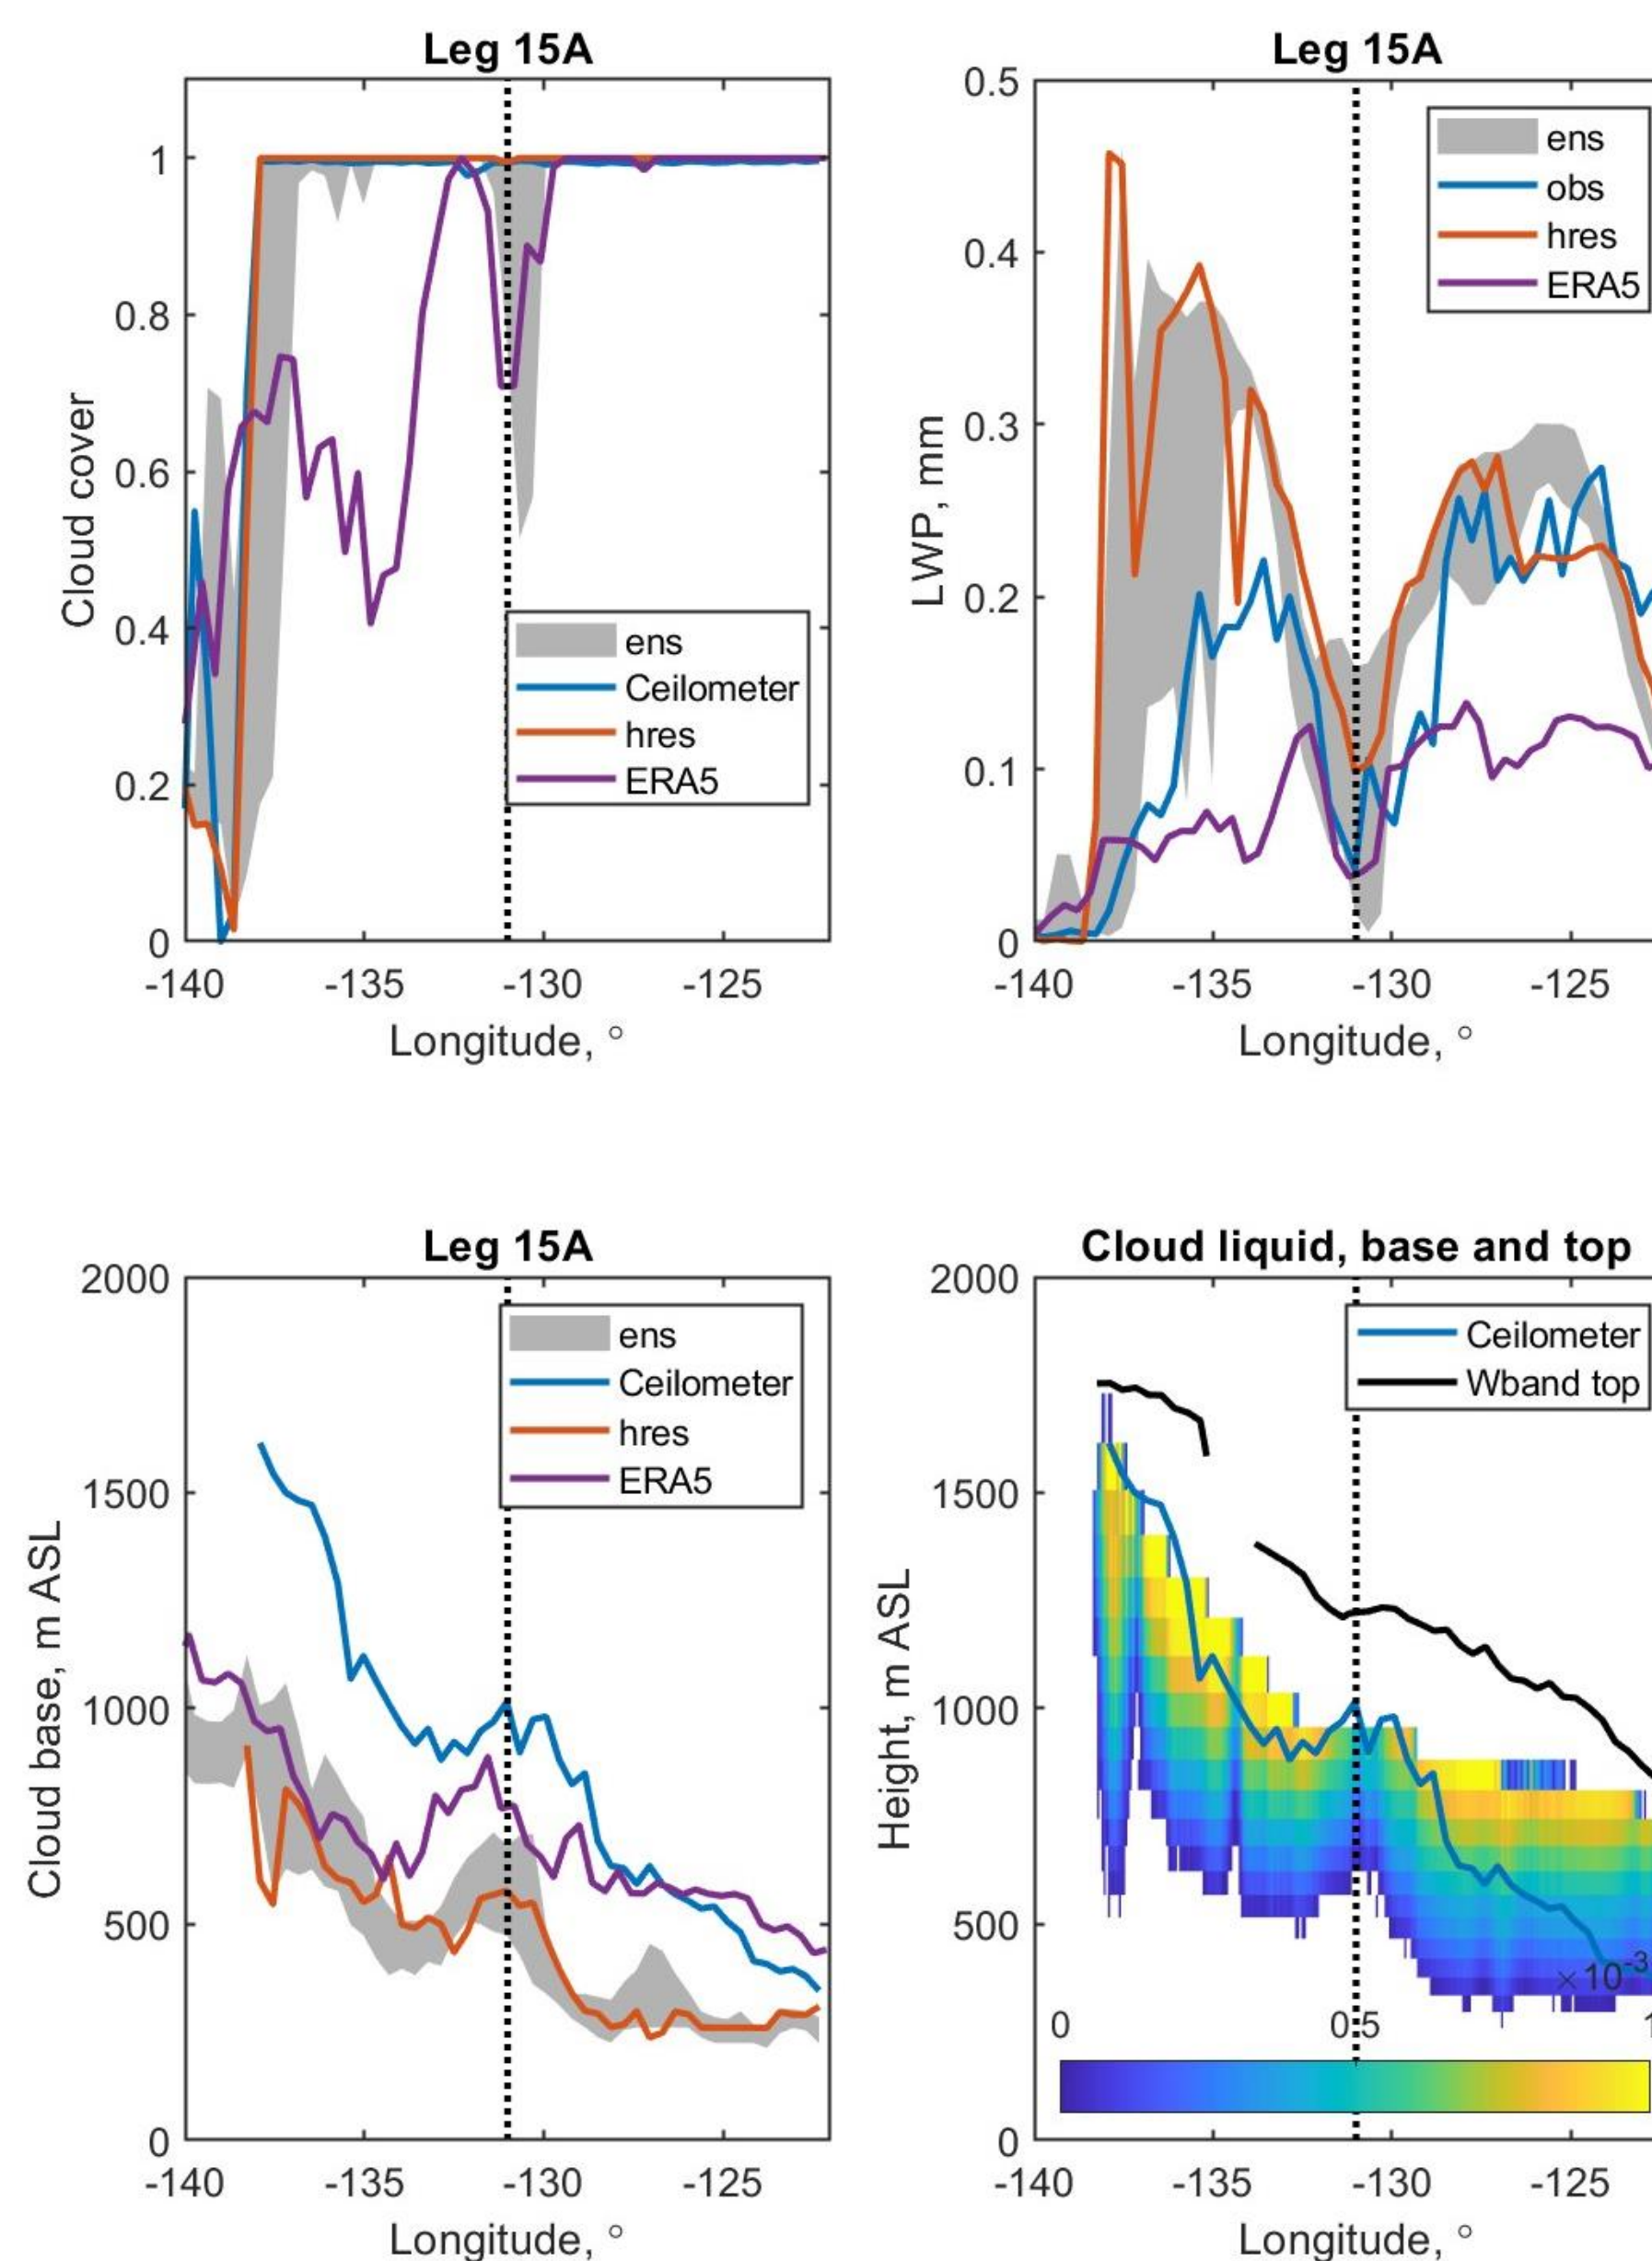 Leg 15A
Cloud cover
1
0.8
0.6
0.4
0.2
0
-140
-135
-130
-125
Longitude, °
ens
Ceilometer
hres
ERA5
Leg 15A
LWP, mm
0.5
0.4
0.3
0.2
0.1
0
-140
-135
-130
-125
Longitude, °
ens
obs
hres
ERA5
Leg 15A
Cloud base, m ASL
2000
1500
1000
500
0
-140
-135
-130
-125
Longitude, °
ens
Ceilometer
hres
ERA5
Cloud liquid, base and top
Height, m ASL
2000
1500
1000
500
0
-140
-135
-130
-125
Longitude, °
Ceilometer
Wband top
×10-3
0
0.5
1